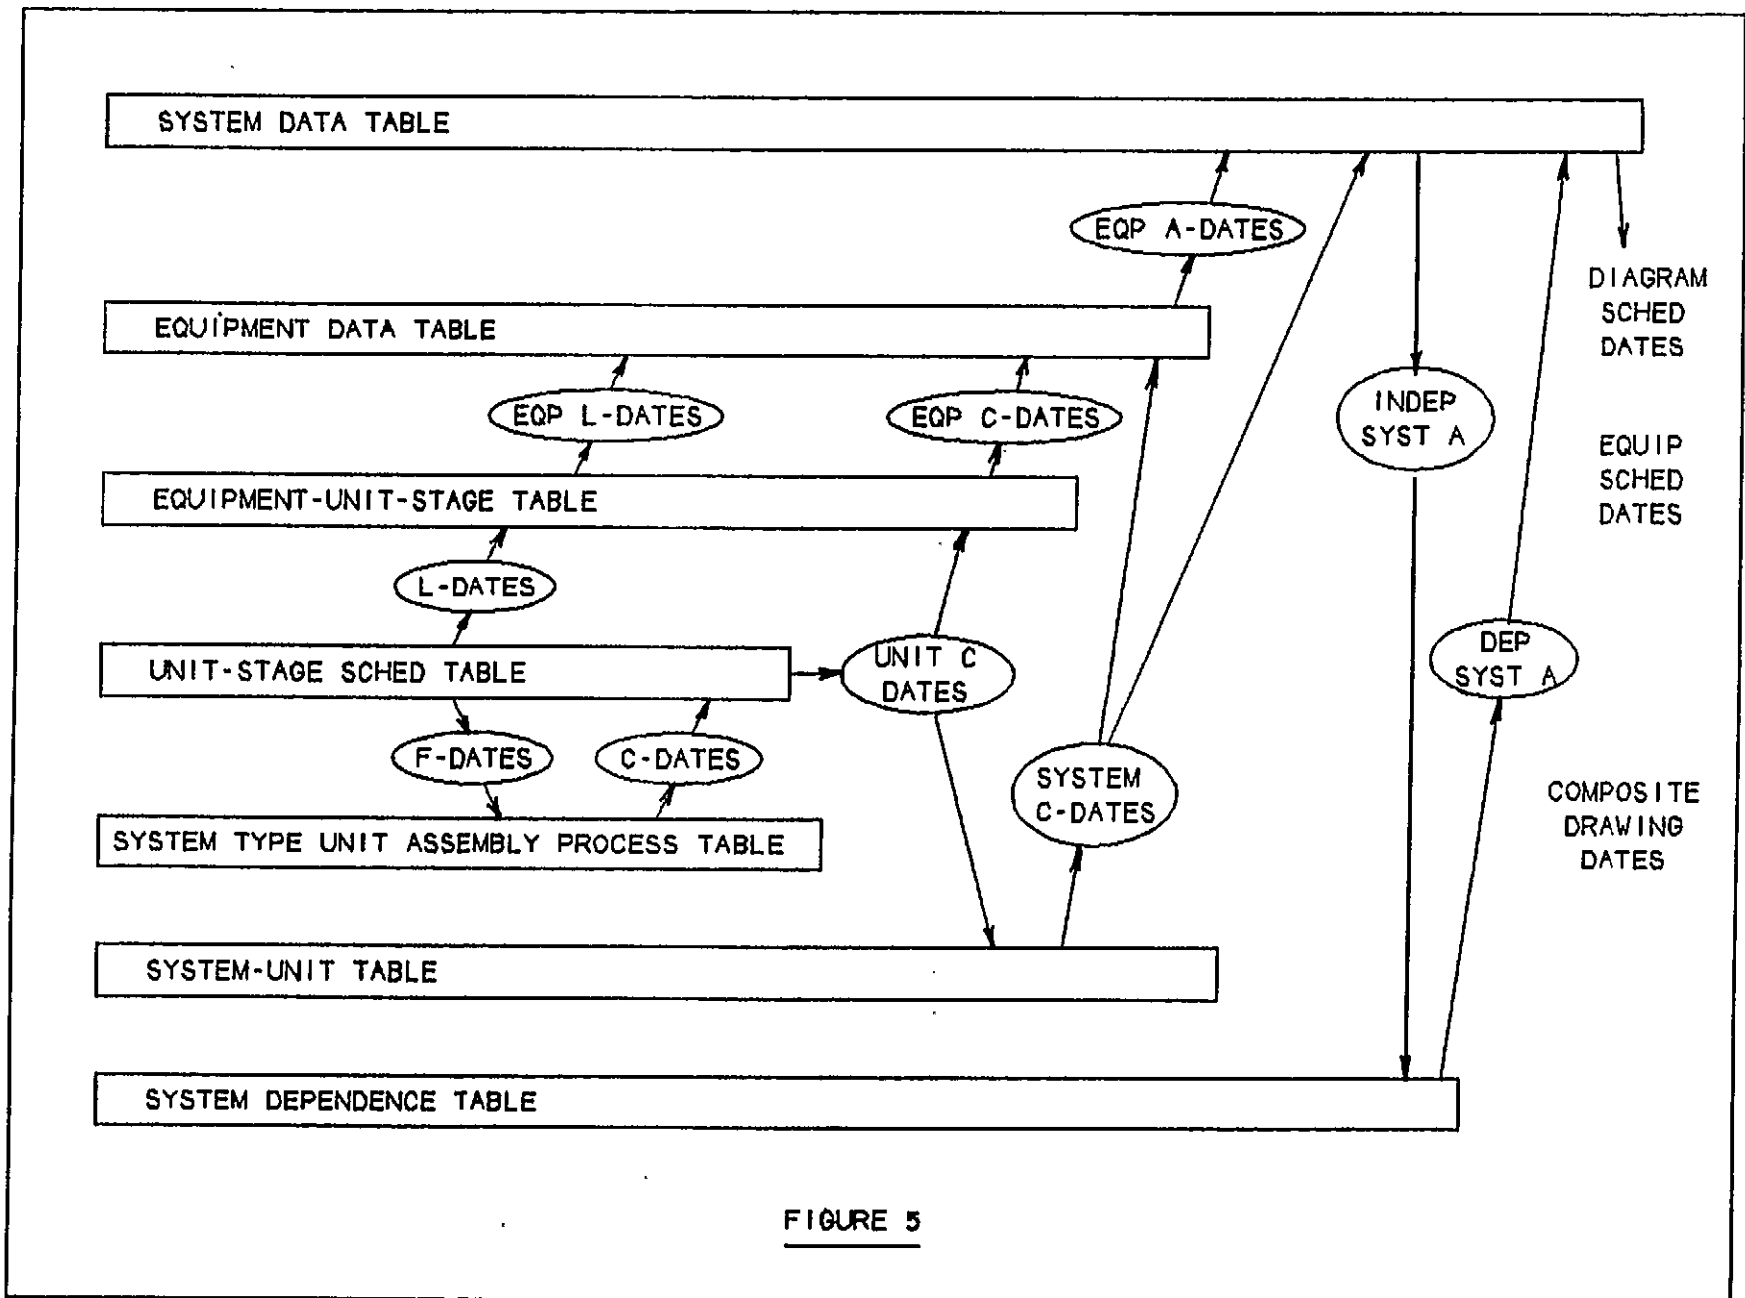 SYSTEM DATA TABLE
EQP A-DATES
DIAGRAM
SCHED
DATES
EQUIPMENT DATA TABLE
EQP L-DATES
EQP C-DATES
INDEP
SYST A
EQUIP
SCHED
DATES
EQUIPMENT-UNIT-STAGE TABLE
L-DATES
UNIT-STAGE SCHED TABLE
UNIT C
DATES
DEP
SYST A
F-DATES
C-DATES
SYSTEM
C-DATES
COMPOSITE
DRAWING
DATES
SYSTEM TYPE UNIT ASSEMBLY PROCESS TABLE
SYSTEM-UNIT TABLE
SYSTEM DEPENDENCE TABLE
FIGURE 5